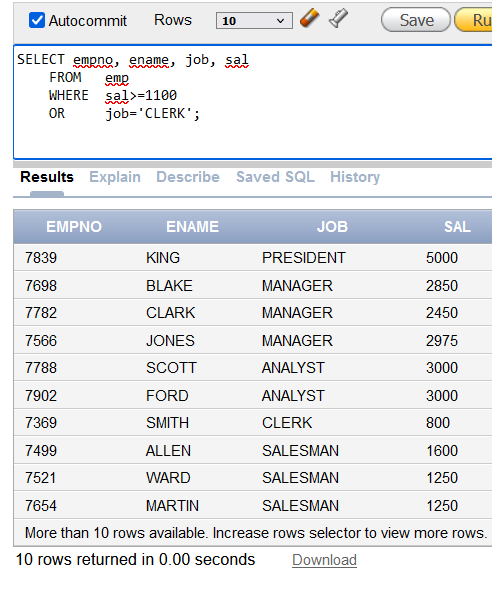 Autocommit Rows 10 Save
SELECT empno, ename, job, sal
FROM emp
WHERE sal>=1100
OR job='CLERK';
Results Explain Describe Saved SQL History
EMPNO ENAME JOB SAL
7839 KING PRESIDENT 5000
7698 BLAKE MANAGER 2850
7782 CLARK MANAGER 2450
7566 JONES MANAGER 2975
7788 SCOTT ANALYST 3000
7902 FORD ANALYST 3000
7369 SMITH CLERK 800
7499 ALLEN SALESMAN 1600
7521 WARD SALESMAN 1250
7654 MARTIN SALESMAN 1250
More than 10 rows available. Increase rows selector to view more rows.
10 rows returned in 0.00 seconds Download